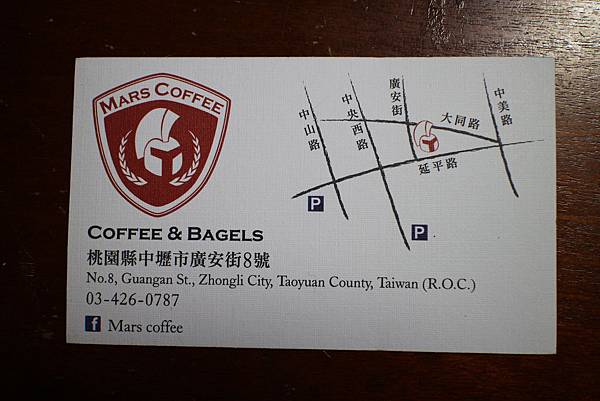 MARS COFFEE
COFFEE & BAGELS
桃園縣中壢市廣安街8號
No.8, Guangan St., Zhongli City, Taoyuan County, Taiwan (R.O.C.)
03-426-0787
f Mars coffee
中山路
中央西路
廣安街
大同路
中美路
延平路
P
P